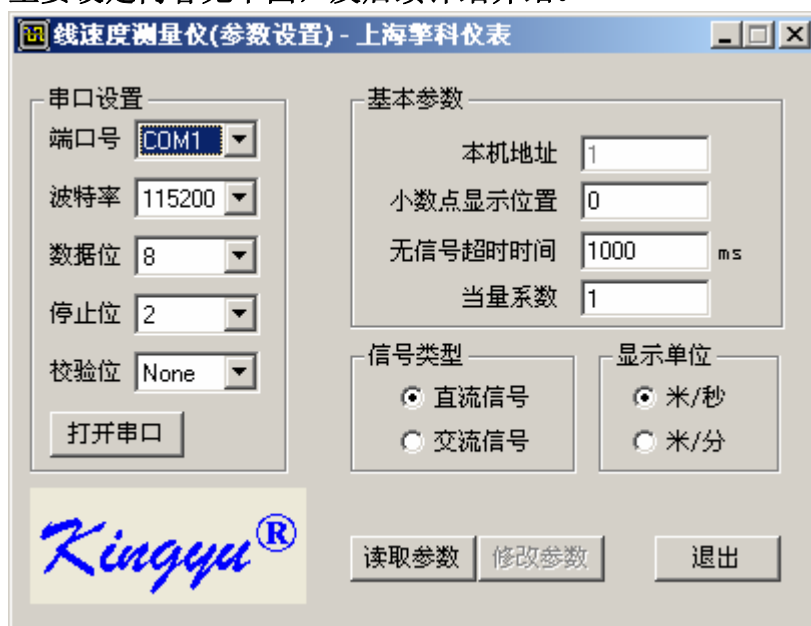 线速度测量仪(参数设置) - 上海擎科仪表
串口设置
端口号 COM1
波特率 115200
数据位 8
停止位 2
校验位 None
打开串口
基本参数
本机地址 1
小数点显示位置 0
无信号超时时间 1000 ms
当量系数 1
信号类型
直流信号
交流信号
显示单位
米/秒
米/分
Kingyu®
读取参数 修改参数 退出